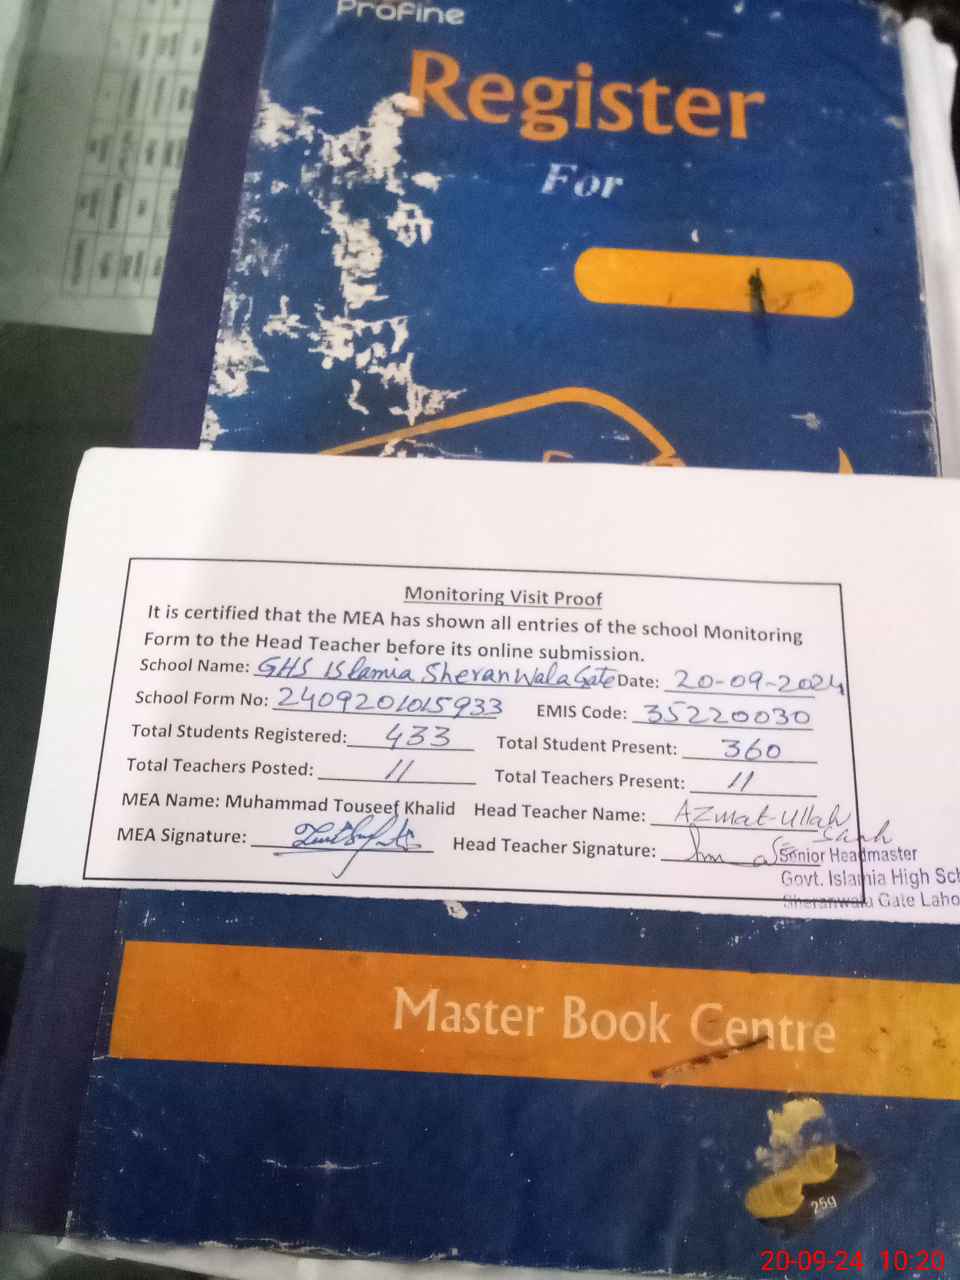 Profine
Register
For
Monitoring Visit Proof
It is certified that the MEA has shown all entries of the school Monitoring
Form to the Head Teacher before its online submission.
School Name: GHS Islamia SheranWala Gate Date: 20-09-2024
School Form No: 2409201015933 EMIS Code: 35220030
Total Students Registered: 433 Total Student Present: 360
Total Teachers Posted: 11 Total Teachers Present: 11
MEA Name: Muhammad Touseef Khalid Head Teacher Name: AZmat-Ullah
MEA Signature: Head Teacher Signature:
Senior Headmaster
Govt. Islamia High Sch
Sheranwala Gate Laho
Master Book Centre
25g
20-09-24 10:20